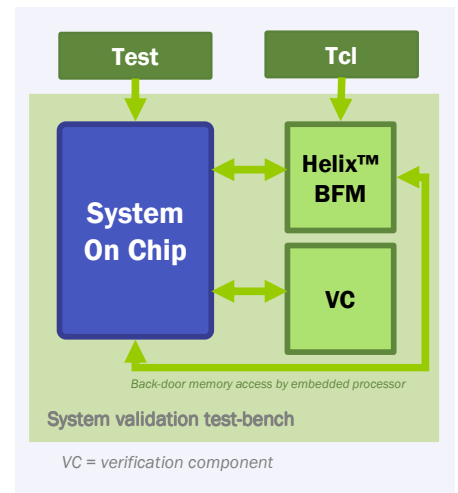 Test
Tcl
System
On Chip
Helix™
BFM
VC
Back-door memory access by embedded processor
System validation test-bench
VC = verification component